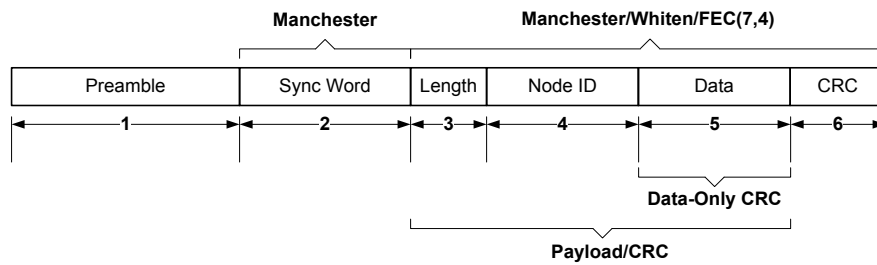 Manchester
Manchester/Whiten/FEC(7,4)
Preamble
Sync Word
Length
Node ID
Data
CRC
1
2
3
4
5
6
Data-Only CRC
Payload/CRC